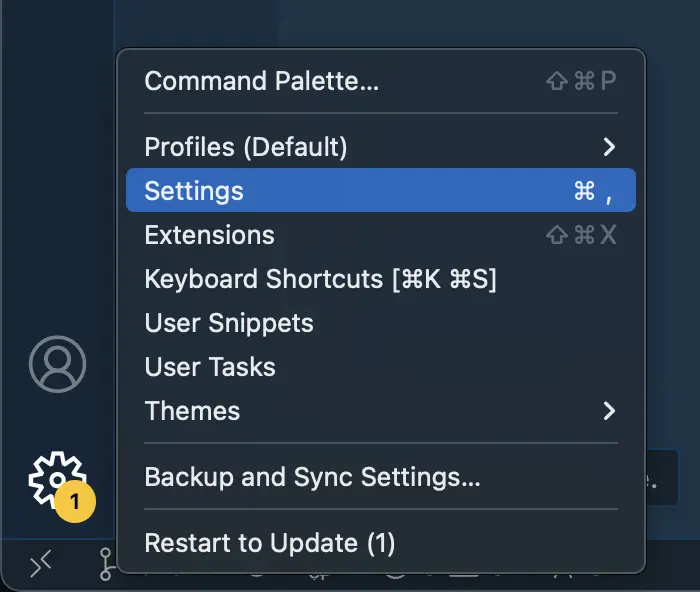 Command Palette... ⇧⌘P
Profiles (Default)
Settings ⌘ ,
Extensions ⇧⌘X
Keyboard Shortcuts [⌘K ⌘S]
User Snippets
User Tasks
Themes
1
Backup and Sync Settings...
Restart to Update (1)